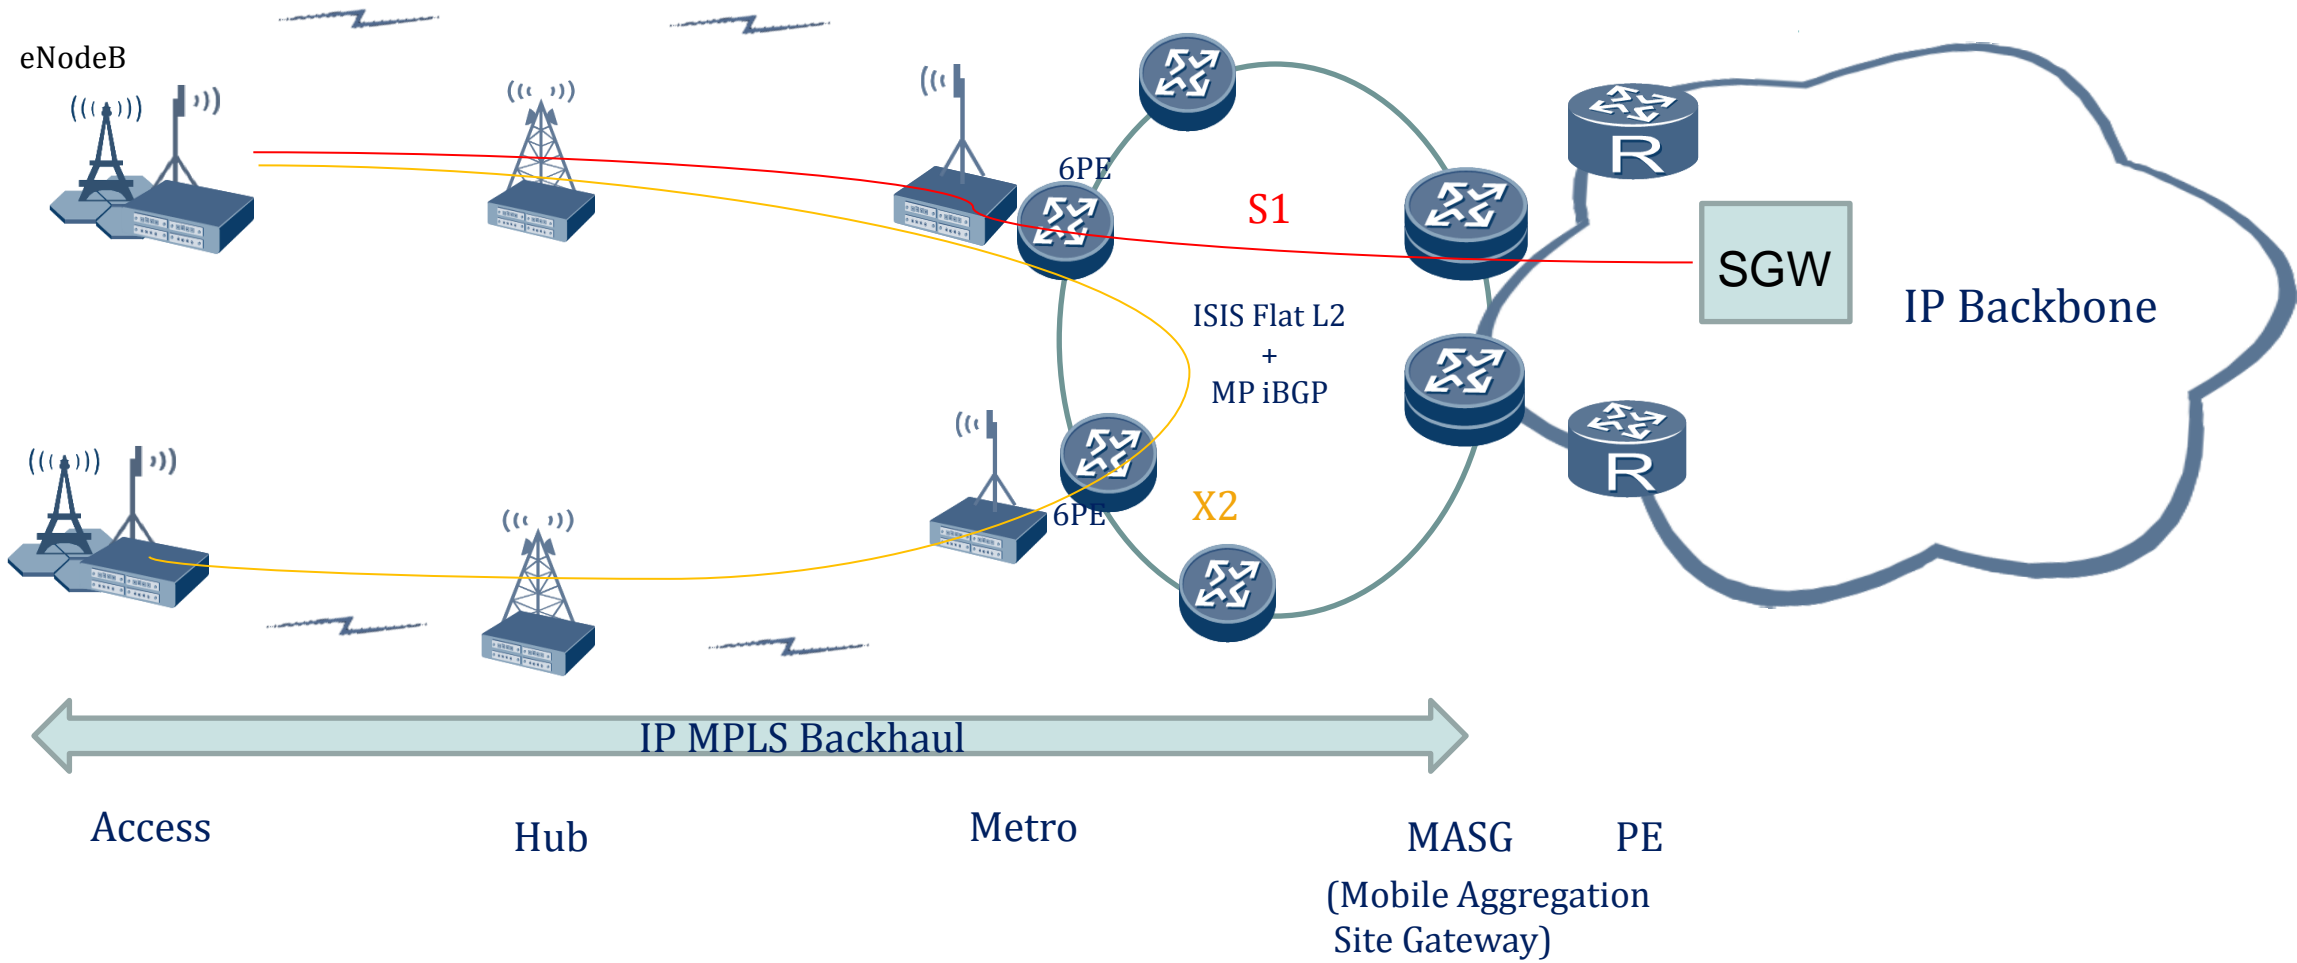 eNodeB
6PE
S1
R
SGW
IP Backbone
ISIS Flat L2
+
MP iBGP
R
6PE
X2
IP MPLS Backhaul
Access
Hub
Metro
MASG
PE
(Mobile Aggregation
Site Gateway)